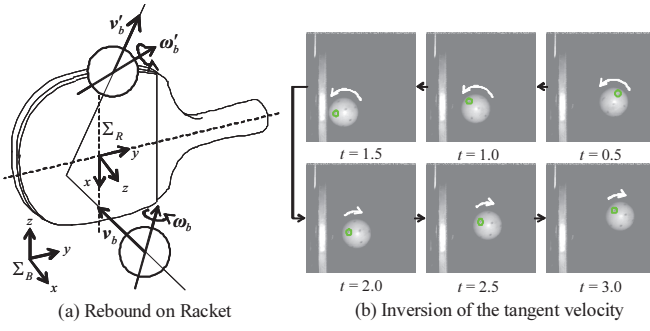 v′b
ω′b
ΣR
y
x
z
z
y
ΣB
x
vb
ωb
(a) Rebound on Racket
t = 1.5
t = 1.0
t = 0.5
t = 2.0
t = 2.5
t = 3.0
(b) Inversion of the tangent velocity